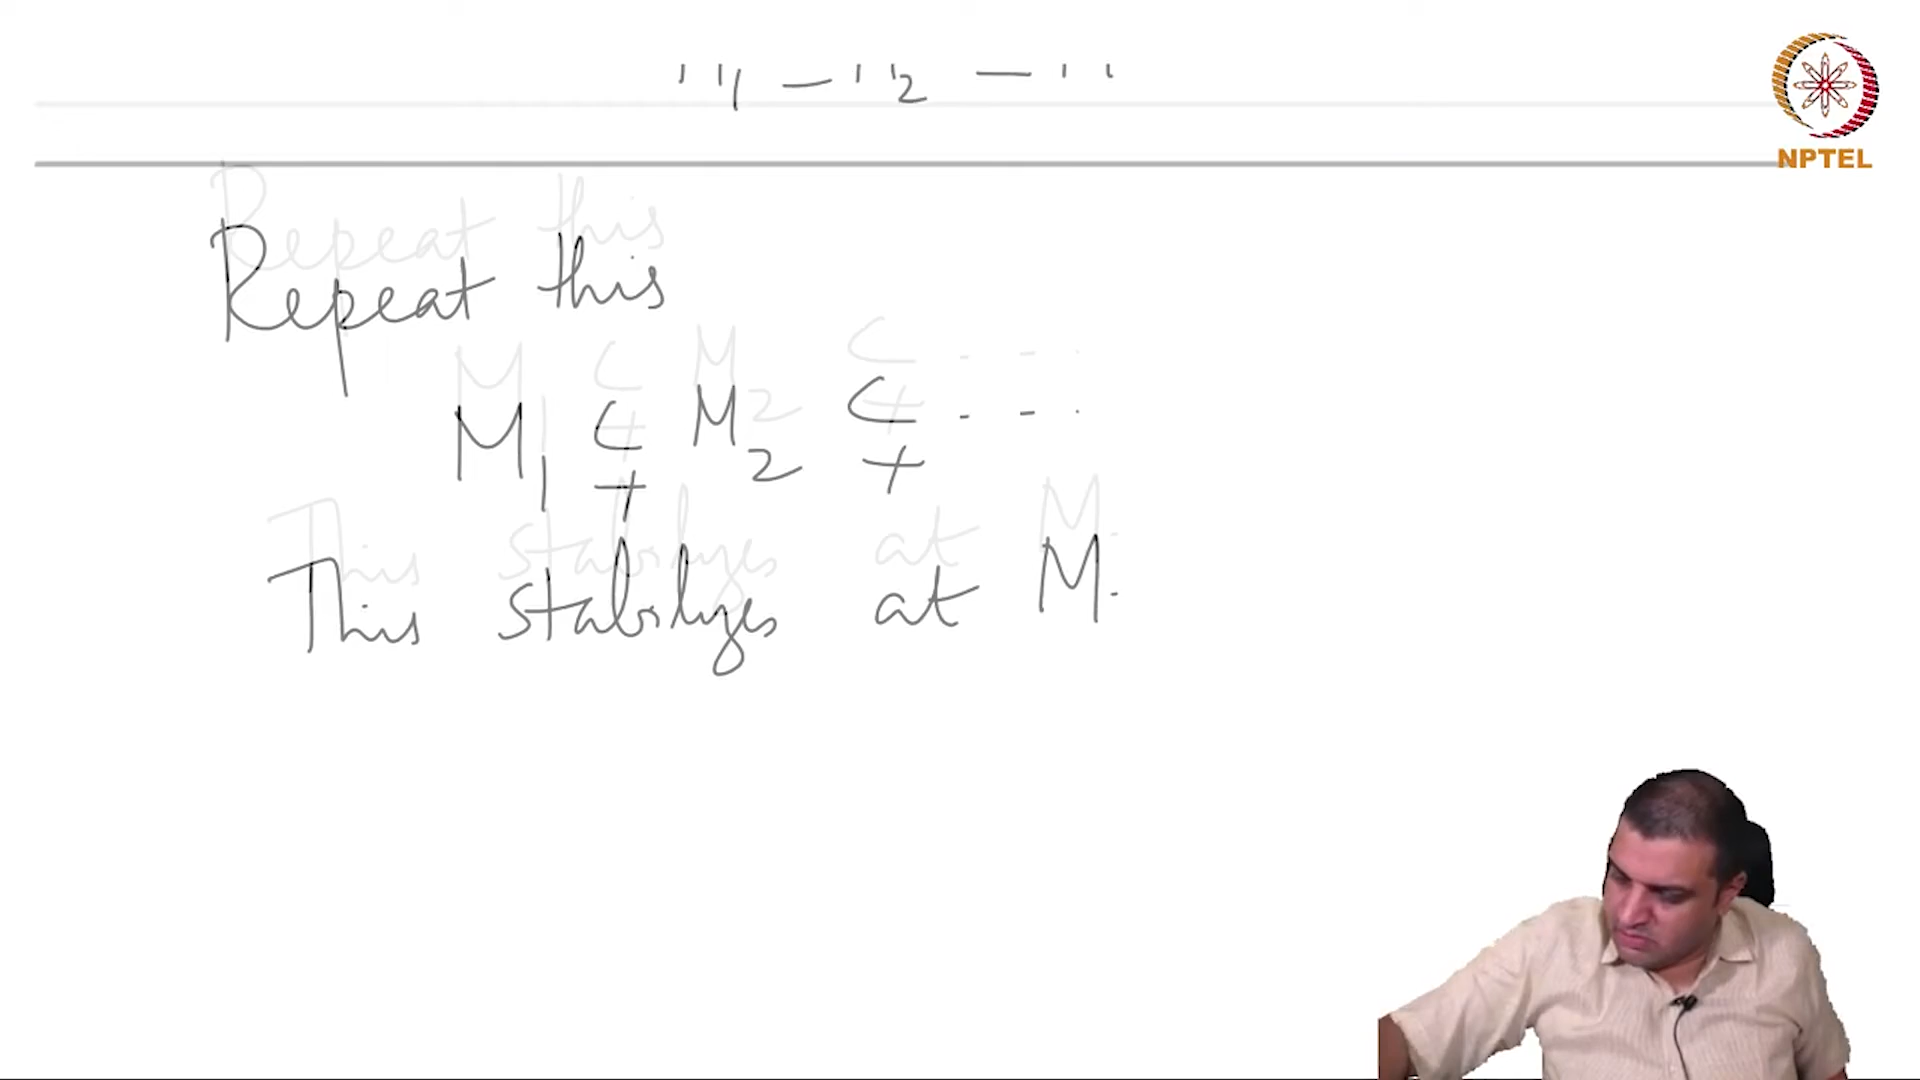 NPTEL
Repeat this
M₁ ⊊ M₂ ⊊ - - ·
This stabilizes at M.